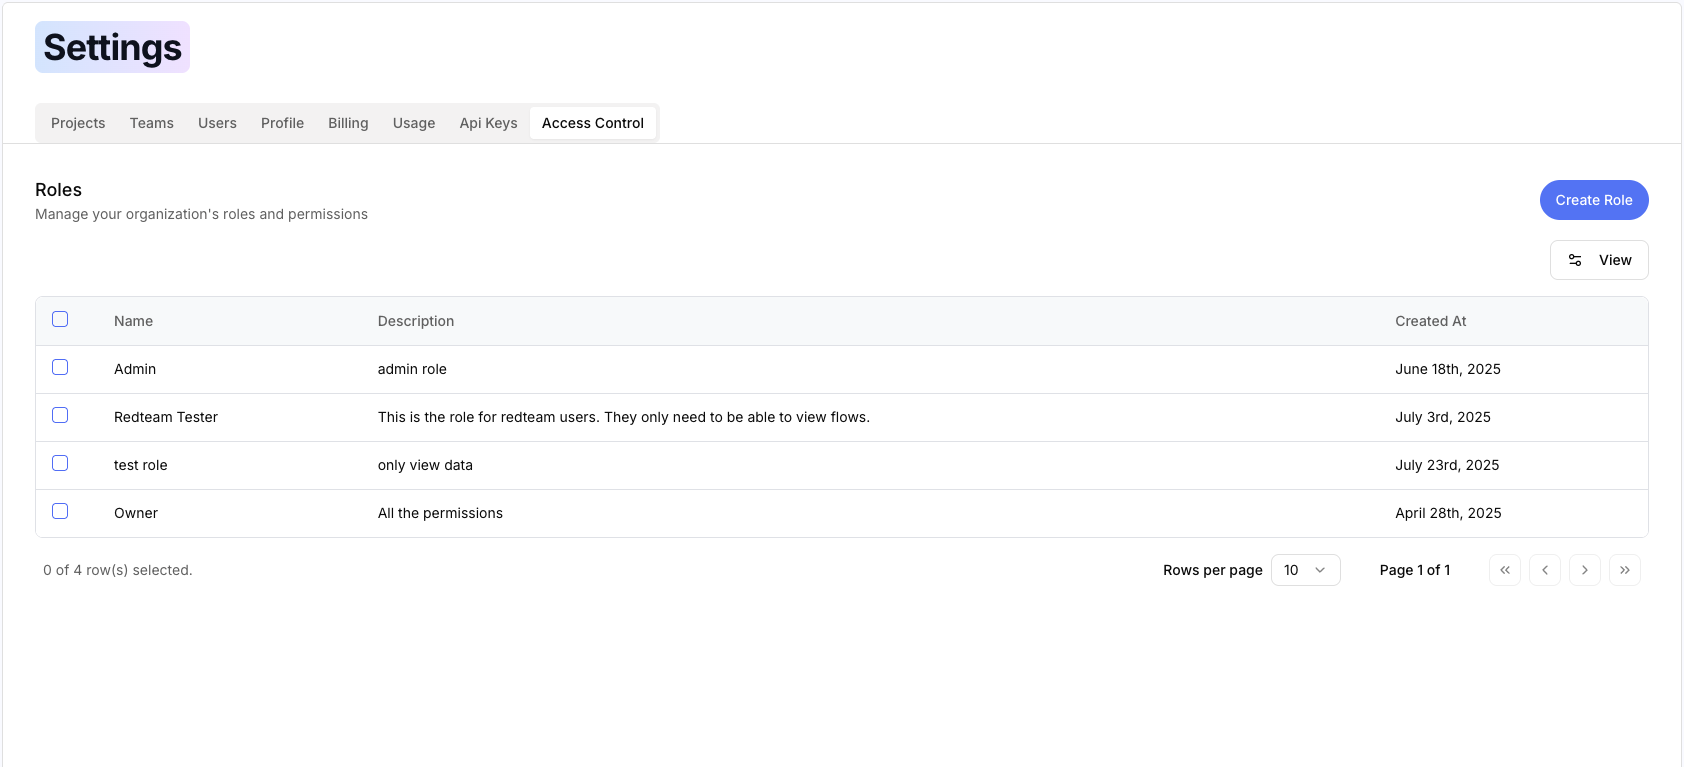 Settings
Projects Teams Users Profile Billing Usage Api Keys Access Control
Roles
Manage your organization's roles and permissions
Create Role
View
Name Description Created At
Admin admin role June 18th, 2025
Redteam Tester This is the role for redteam users. They only need to be able to view flows. July 3rd, 2025
test role only view data July 23rd, 2025
Owner All the permissions April 28th, 2025
0 of 4 row(s) selected. Rows per page 10 Page 1 of 1